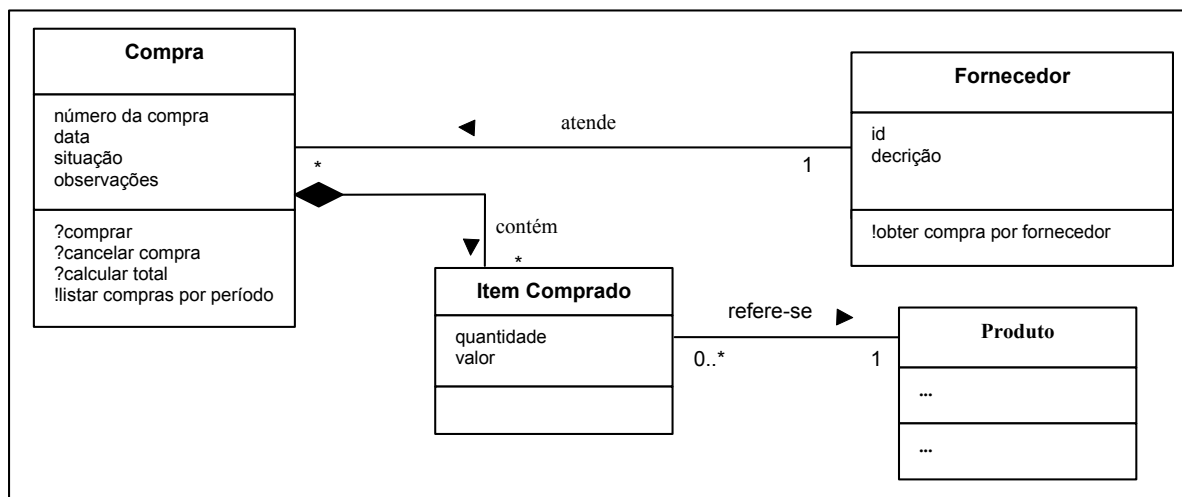 Compra
número da compra
data
situação
observações
?comprar
?cancelar compra
?calcular total
!listar compras por período
atende
*
1
Fornecedor
id
decrição
!obter compra por fornecedor
contém
*
Item Comprado
quantidade
valor
refere-se
0..*
1
Produto
...
...